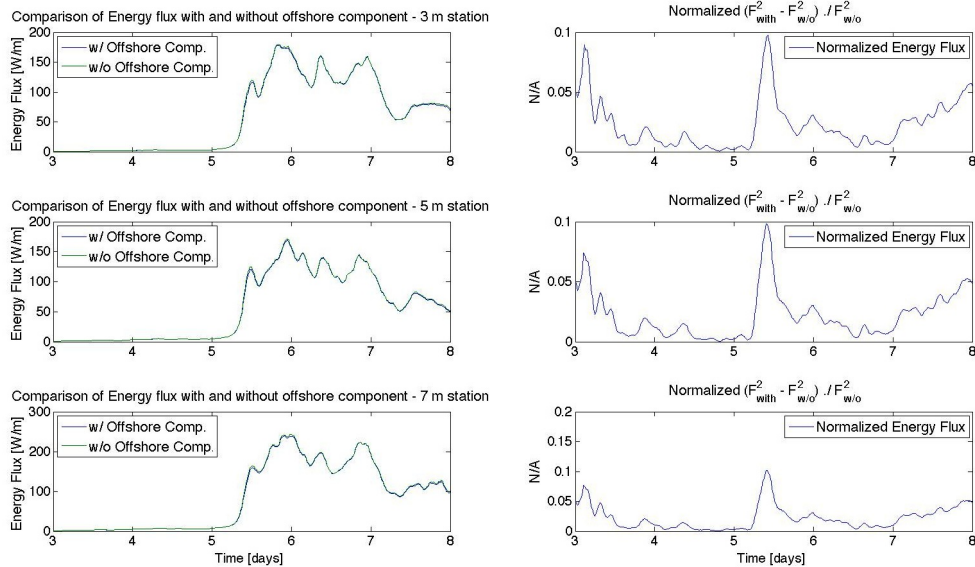 Comparison of Energy flux with and without offshore component - 3 m station
Energy Flux [W/m]
200
150
100
50
0
w/ Offshore Comp.
w/o Offshore Comp.
3 4 5 6 7 8
Normalized (F²with - F²w/o) ./ F²w/o
N/A
0.1
0.05
0
Normalized Energy Flux
3 4 5 6 7 8
Comparison of Energy flux with and without offshore component - 5 m station
Energy Flux [W/m]
200
150
100
50
0
w/ Offshore Comp.
w/o Offshore Comp.
3 4 5 6 7 8
Normalized (F²with - F²w/o) ./ F²w/o
N/A
0.1
0.05
0
Normalized Energy Flux
3 4 5 6 7 8
Comparison of Energy flux with and without offshore component - 7 m station
Energy Flux [W/m]
300
200
100
0
w/ Offshore Comp.
w/o Offshore Comp.
3 4 5 6 7 8
Time [days]
Normalized (F²with - F²w/o) ./ F²w/o
N/A
0.2
0.15
0.1
0.05
0
Normalized Energy Flux
3 4 5 6 7 8
Time [days]